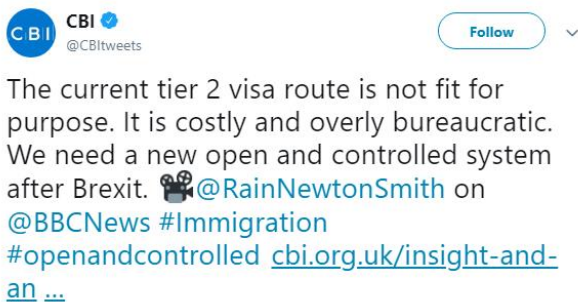 CBI
CBI
@CBItweets
Follow
The current tier 2 visa route is not fit for
purpose. It is costly and overly bureaucratic.
We need a new open and controlled system
after Brexit. 🎥@RainNewtonSmith on
@BBCNews #Immigration
#openandcontrolled cbi.org.uk/insight-and-
an ...